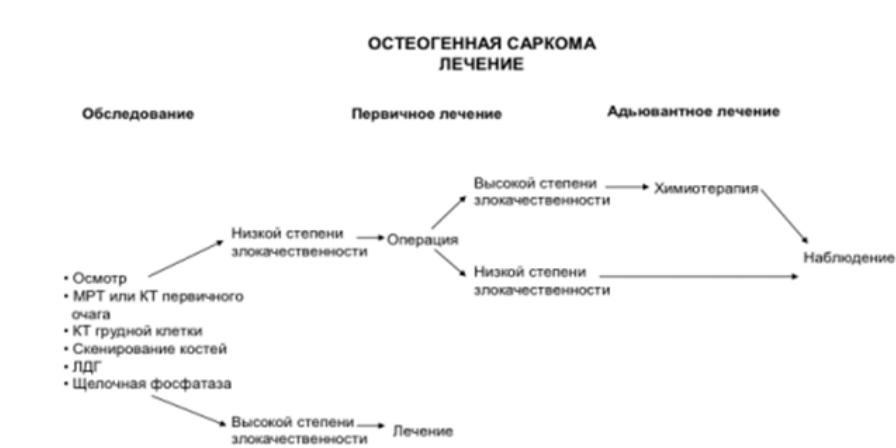 ОСТЕОГЕННАЯ САРКОМА
ЛЕЧЕНИЕ
Обследование
Первичное лечение
Адьювантное лечение
Высокой степени
злокачественности
Химиотерапия
Низкой степени
злокачественности
Операция
Наблюдение
Низкой степени
злокачественности
• Осмотр
• МРТ или КТ первичного
очага
• КТ грудной клетки
• Скенирование костей
• ЛДГ
• Щелочная фосфатаза
Высокой степени
злокачественности
Лечение